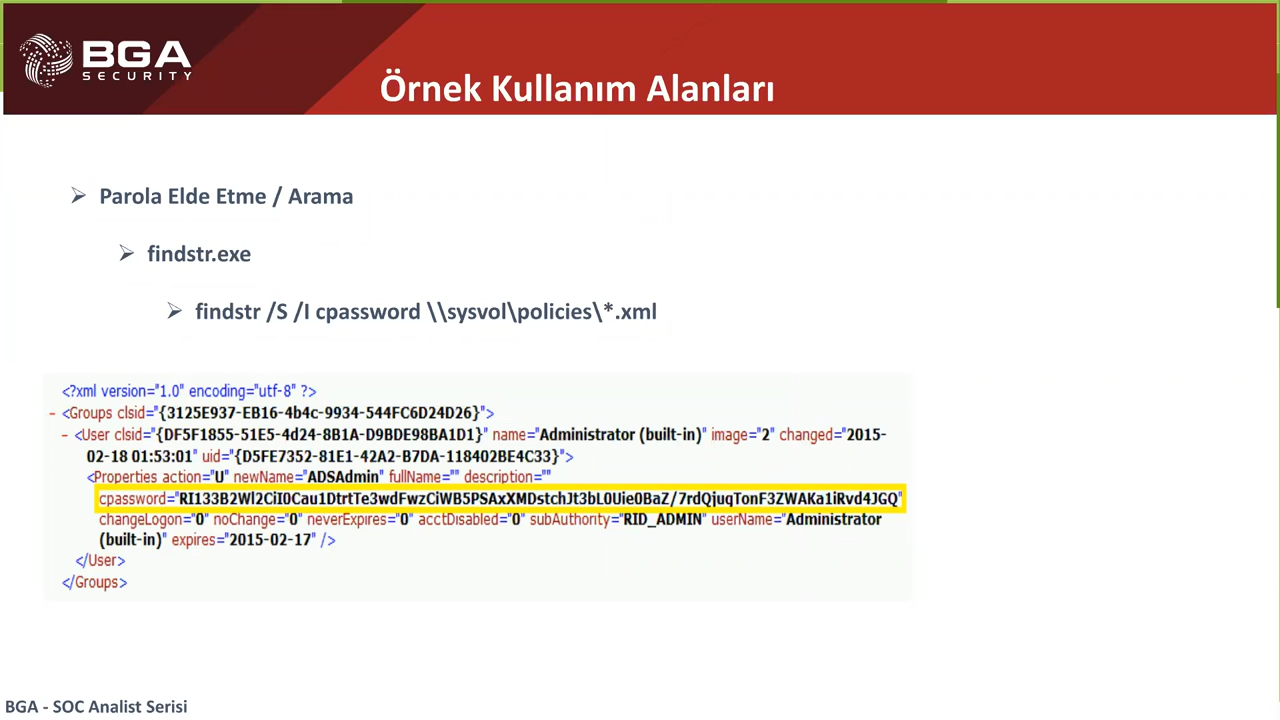 BGA
SECURITY
Örnek Kullanım Alanları
Parola Elde Etme / Arama
findstr.exe
findstr /S /I cpassword \\sysvol\policies\*.xml
<?xml version="1.0" encoding="utf-8" ?>
- <Groups clsid="{3125E937-EB16-4b4c-9934-544FC6D24D26}">
- <User clsid="{DF5F1855-51E5-4d24-8B1A-D9BDE98BA1D1}" name="Administrator (built-in)" image="2" changed="2015-
02-18 01:53:01" uid="{D5FE7352-81E1-42A2-B7DA-118402BE4C33}">
<Properties action="U" newName="ADSAdmin" fullName="" description=""
cpassword="RI133B2Wl2CiI0Cau1DtrtTe3wdFwzCiWB5PSAxXMDstchJt3bL0Uie0BaZ/7rdQjuqTonF3ZWAKa1iRvd4JGQ"
changeLogon="0" noChange="0" neverExpires="0" acctDisabled="0" subAuthority="RID_ADMIN" userName="Administrator
(built-in)" expires="2015-02-17" />
</User>
</Groups>
BGA - SOC Analist Serisi